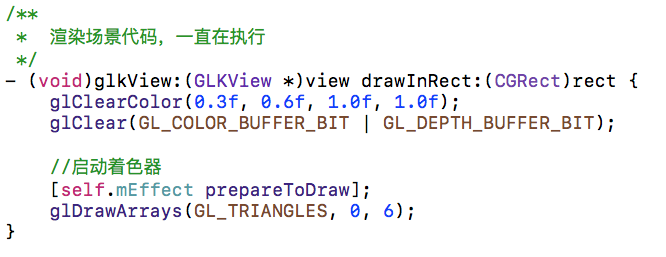 /**
 *  渲染场景代码，一直在执行
 */
- (void)glkView:(GLKView *)view drawInRect:(CGRect)rect {
    glClearColor(0.3f, 0.6f, 1.0f, 1.0f);
    glClear(GL_COLOR_BUFFER_BIT | GL_DEPTH_BUFFER_BIT);
    //启动着色器
    [self.mEffect prepareToDraw];
    glDrawArrays(GL_TRIANGLES, 0, 6);
}